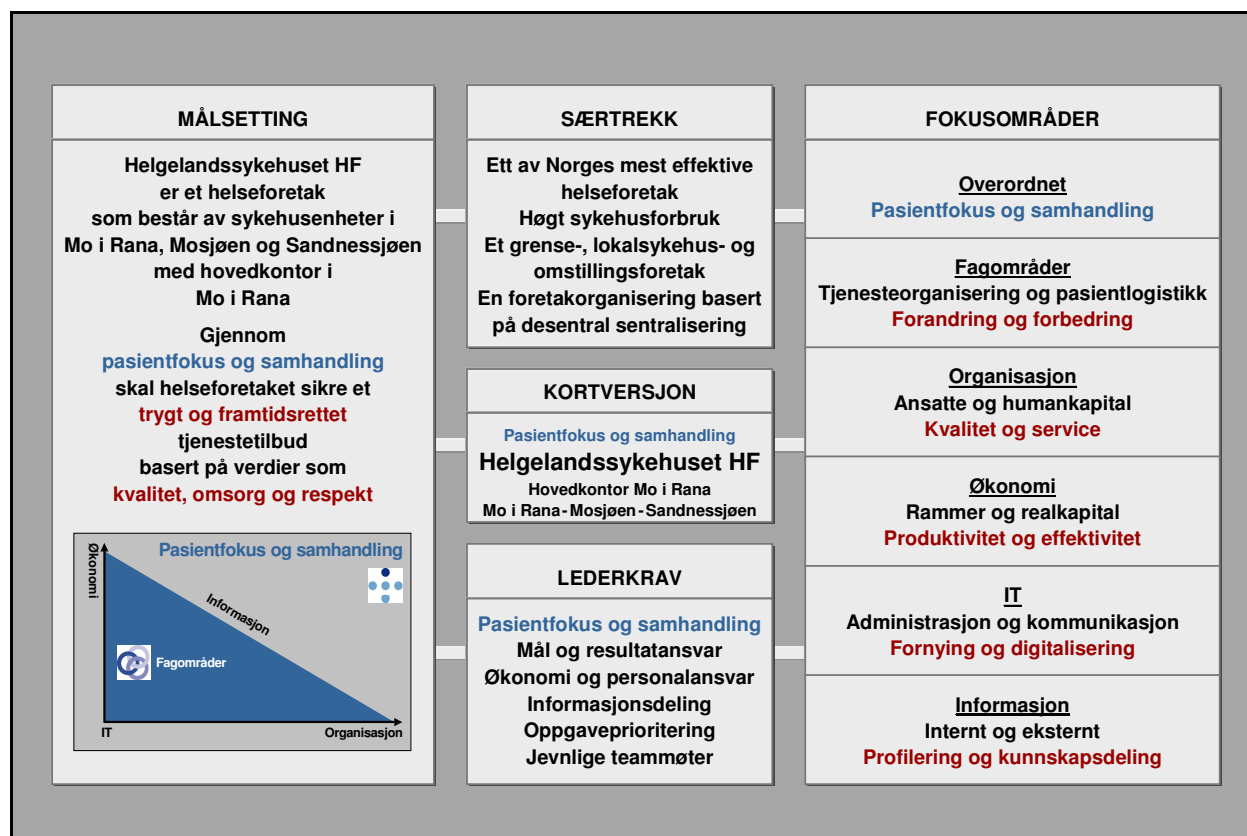 MÅLSETTING
Helgelandssykehuset HF
er et helseforetak
som består av sykehusenheter i
Mo i Rana, Mosjøen og Sandnessjøen
med hovedkontor i
Mo i Rana
Gjennom
pasientfokus og samhandling
skal helseforetaket sikre et
trygt og framtidsrettet
tjenestetilbud
basert på verdier som
kvalitet, omsorg og respekt
Økonomi
Pasientfokus og samhandling
Informasjon
Fagområder
IT
Organisasjon
SÆRTREKK
Ett av Norges mest effektive
helseforetak
Høgt sykehusforbruk
Et grense-, lokalsykehus- og
omstillingsforetak
En foretakorganisering basert
på desentral sentralisering
KORTVERSJON
Pasientfokus og samhandling
Helgelandssykehuset HF
Hovedkontor Mo i Rana
Mo i Rana-Mosjøen-Sandnessjøen
LEDERKRAV
Pasientfokus og samhandling
Mål og resultatansvar
Økonomi og personalansvar
Informasjonsdeling
Oppgaveprioritering
Jevnlige teammøter
FOKUSOMRÅDER
Overordnet
Pasientfokus og samhandling
Fagområder
Tjenesteorganisering og pasientlogistikk
Forandring og forbedring
Organisasjon
Ansatte og humankapital
Kvalitet og service
Økonomi
Rammer og realkapital
Produktivitet og effektivitet
IT
Administrasjon og kommunikasjon
Fornying og digitalisering
Informasjon
Internt og eksternt
Profilering og kunnskapsdeling